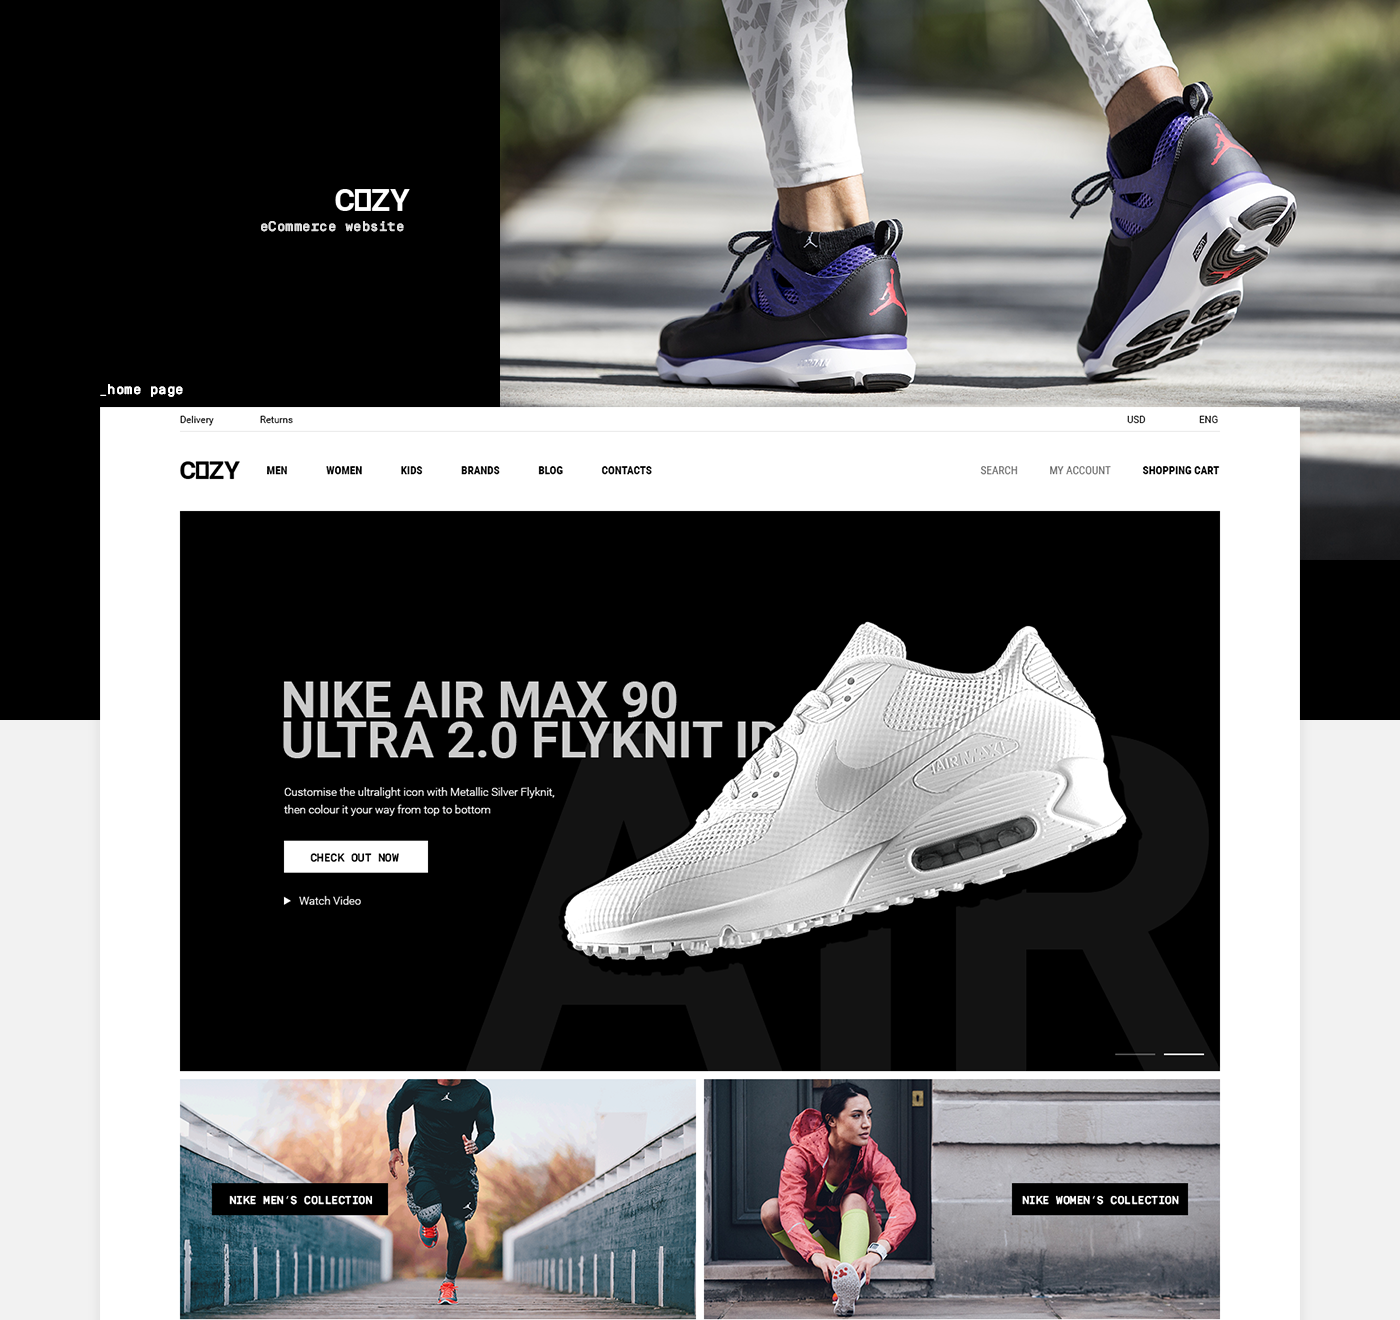 COZY
eCommerce website
_home page
Delivery Returns USD ENG
COZY MEN WOMEN KIDS BRANDS BLOG CONTACTS SEARCH MY ACCOUNT SHOPPING CART
NIKE AIR MAX 90
ULTRA 2.0 FLYKNIT ID
Customise the ultralight icon with Metallic Silver Flyknit,
then colour it your way from top to bottom
CHECK OUT NOW
Watch Video
AIR MAX
AIR
NIKE MEN'S COLLECTION
NIKE WOMEN'S COLLECTION